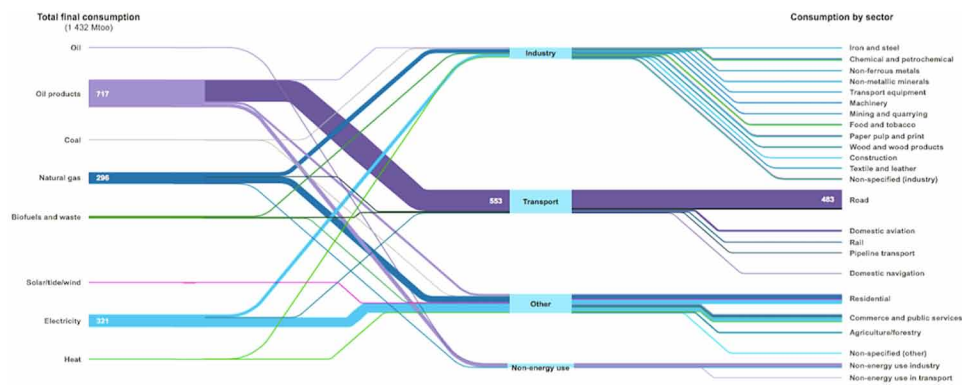 Total final consumption
(1 432 Mtoe)
Consumption by sector
Oil
Oil products
717
Coal
Natural gas
296
Biofuels and waste
Solar/tide/wind
Electricity
321
Heat
Industry
553
Transport
Other
Non-energy use
Iron and steel
Chemical and petrochemical
Non-ferrous metals
Non-metallic minerals
Transport equipment
Machinery
Mining and quarrying
Food and tobacco
Paper pulp and print
Wood and wood products
Construction
Textile and leather
Non-specified (industry)
483
Road
Domestic aviation
Rail
Pipeline transport
Domestic navigation
Residential
Commerce and public services
Agriculture/forestry
Non-specified (other)
Non-energy use industry
Non-energy use in transport